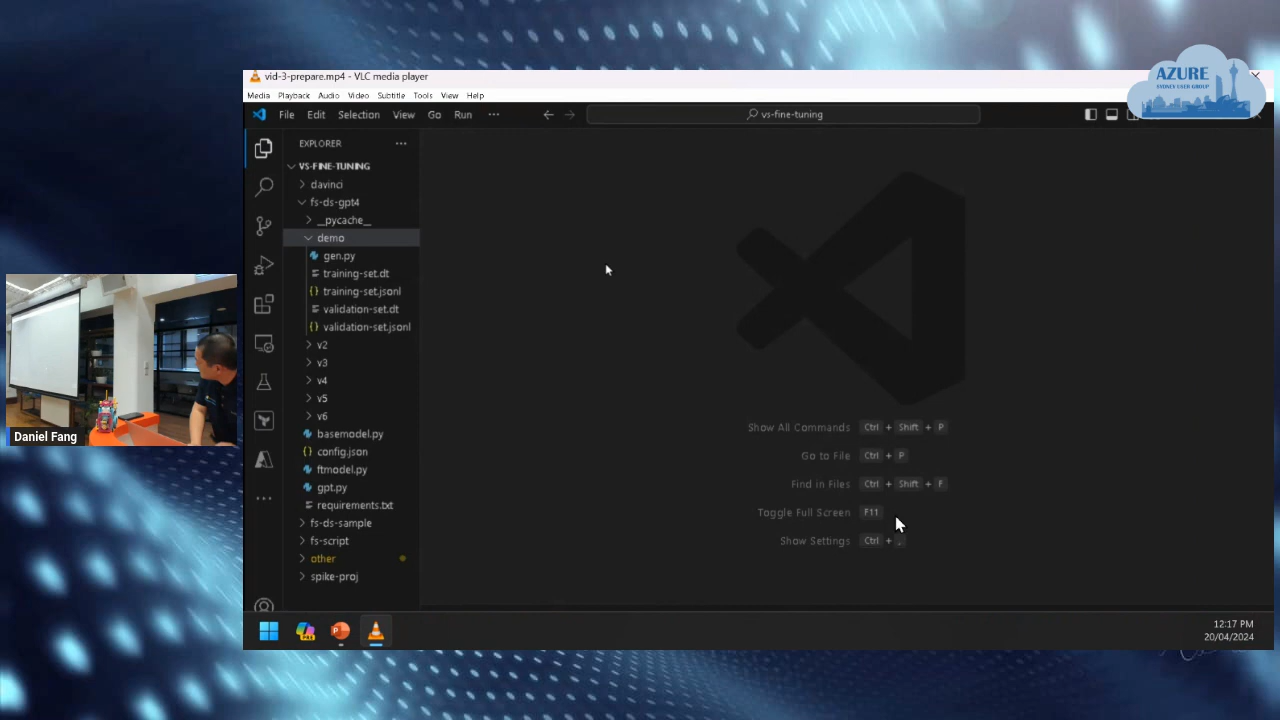 vid-3-prepare.mp4 - VLC media player
Media Playback Audio Video Subtitle Tools View Help
File Edit Selection View Go Run ···
vs-fine-tuning
AZURE
SYDNEY USER GROUP
EXPLORER ···
VS-FINE-TUNING
davinci
fs-ds-gpt4
__pycache__
demo
gen.py
training-set.dt
training-set.jsonl
validation-set.dt
validation-set.jsonl
v2
v3
v4
v5
v6
basemodel.py
config.json
ftmodel.py
gpt.py
requirements.txt
fs-ds-sample
fs-script
other
spike-proj
Show All Commands Ctrl + Shift + P
Go to File Ctrl + P
Find in Files Ctrl + Shift + F
Toggle Full Screen F11
Show Settings Ctrl +
Daniel Fang
12:17 PM
20/04/2024